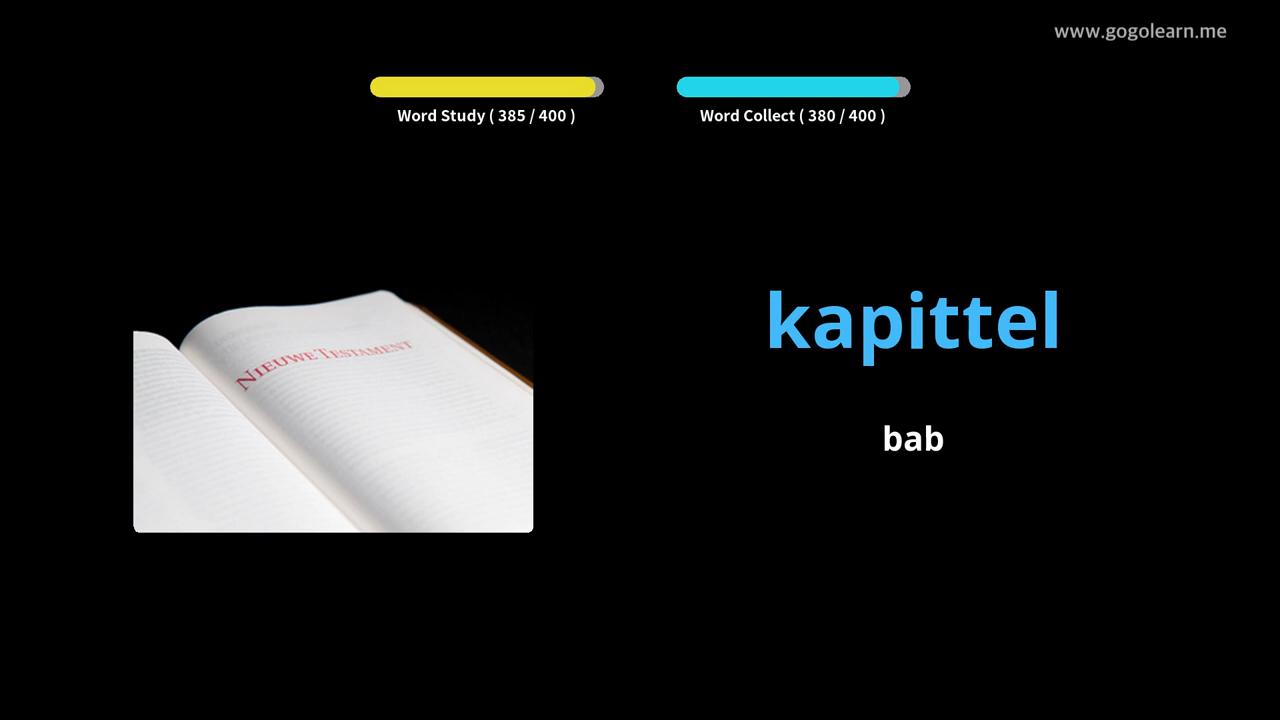 www.gogolearn.me
Word Study ( 385 / 400 )
Word Collect ( 380 / 400 )
NIEUWE TESTAMENT
kapittel
bab